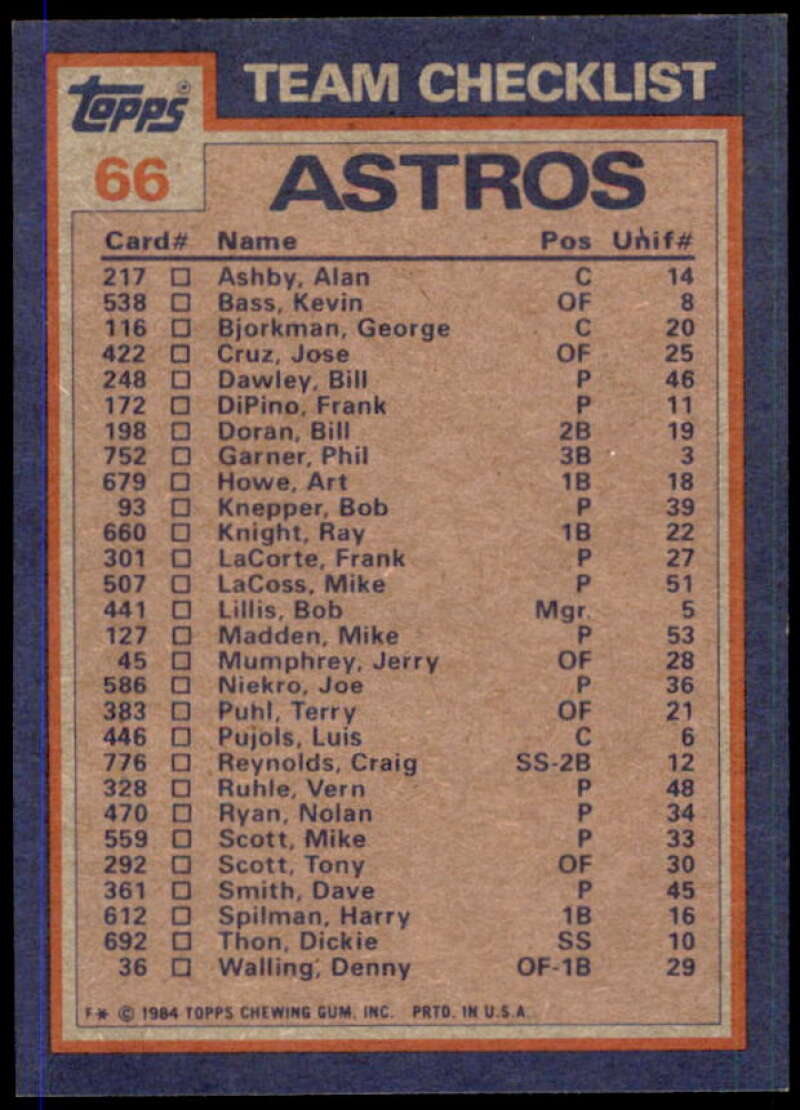 topps® TEAM CHECKLIST
66 ASTROS
Card# Name Pos Unif#
217 Ashby, Alan C 14
538 Bass, Kevin OF 8
116 Bjorkman, George C 20
422 Cruz, Jose OF 25
248 Dawley, Bill P 46
172 DiPino, Frank P 11
198 Doran, Bill 2B 19
752 Garner, Phil 3B 3
679 Howe, Art 1B 18
93 Knepper, Bob P 39
660 Knight, Ray 1B 22
301 LaCorte, Frank P 27
507 LaCoss, Mike P 51
441 Lillis, Bob Mgr. 5
127 Madden, Mike P 53
45 Mumphrey, Jerry OF 28
586 Niekro, Joe P 36
383 Puhl, Terry OF 21
446 Pujols, Luis C 6
776 Reynolds, Craig SS-2B 12
328 Ruhle, Vern P 48
470 Ryan, Nolan P 34
559 Scott, Mike P 33
292 Scott, Tony OF 30
361 Smith, Dave P 45
612 Spilman, Harry 1B 16
692 Thon, Dickie SS 10
36 Walling, Denny OF-1B 29
F* © 1984 TOPPS CHEWING GUM, INC. PRTD. IN U.S.A.